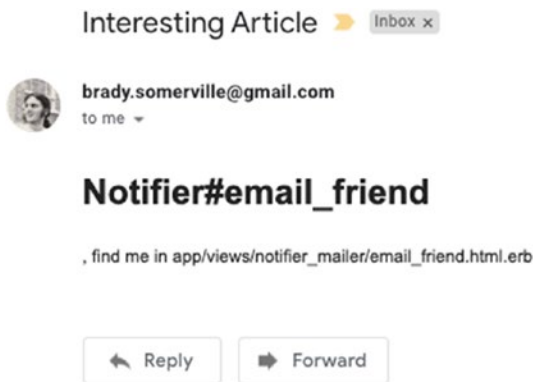 Interesting Article
Inbox x
brady.somerville@gmail.com
to me
Notifier#email_friend
, find me in app/views/notifier_mailer/email_friend.html.erb
Reply
Forward